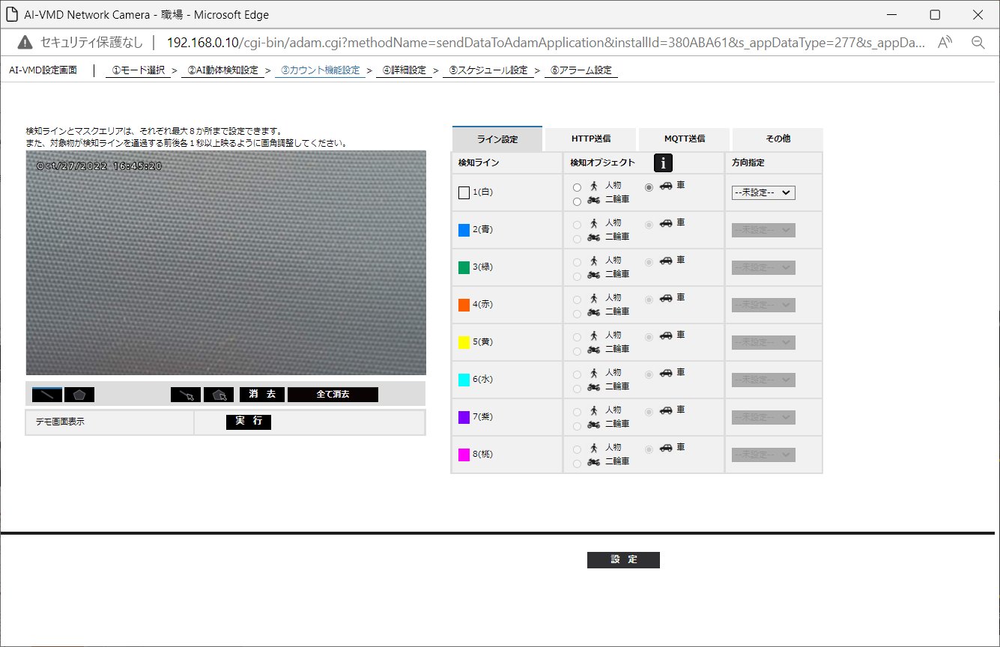 AI-VMD Network Camera - 職場 - Microsoft Edge
セキュリティ保護なし | 192.168.0.10/cgi-bin/adam.cgi?methodName=sendDataToAdamApplication&installId=380ABA61&s_appDataType=277&s_appDa...
AI-VMD設定画面 | ①モード選択 > ②AI動体検知設定 > ③カウント機能設定 > ④詳細設定 > ⑤スケジュール設定 > ⑥アラーム設定
検知ラインとマスクエリアは、それぞれ最大８か所まで設定できます。
また、対象物が検知ラインを通過する前後各１秒以上映るように画角調整してください。
Oct/27/2022 16:45:20
消 去 全て消去
デモ画面表示 実 行
ライン設定 HTTP送信 MQTT送信 その他
検知ライン 検知オブジェクト i 方向指定
1(白) 人物 車 --未設定--
二輪車
2(青) 人物 車 --未設定--
二輪車
3(緑) 人物 車 --未設定--
二輪車
4(赤) 人物 車 --未設定--
二輪車
5(黄) 人物 車 --未設定--
二輪車
6(水) 人物 車 --未設定--
二輪車
7(紫) 人物 車 --未設定--
二輪車
8(桃) 人物 車 --未設定--
二輪車
設 定